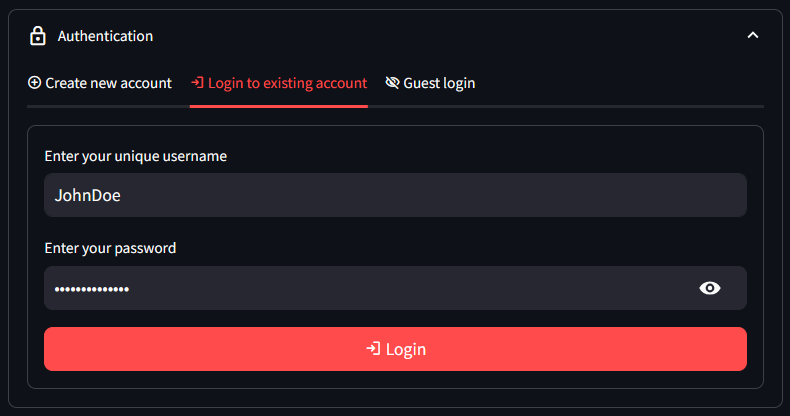 Authentication
Create new account Login to existing account Guest login
Enter your unique username
JohnDoe
Enter your password
••••••••••••••
Login